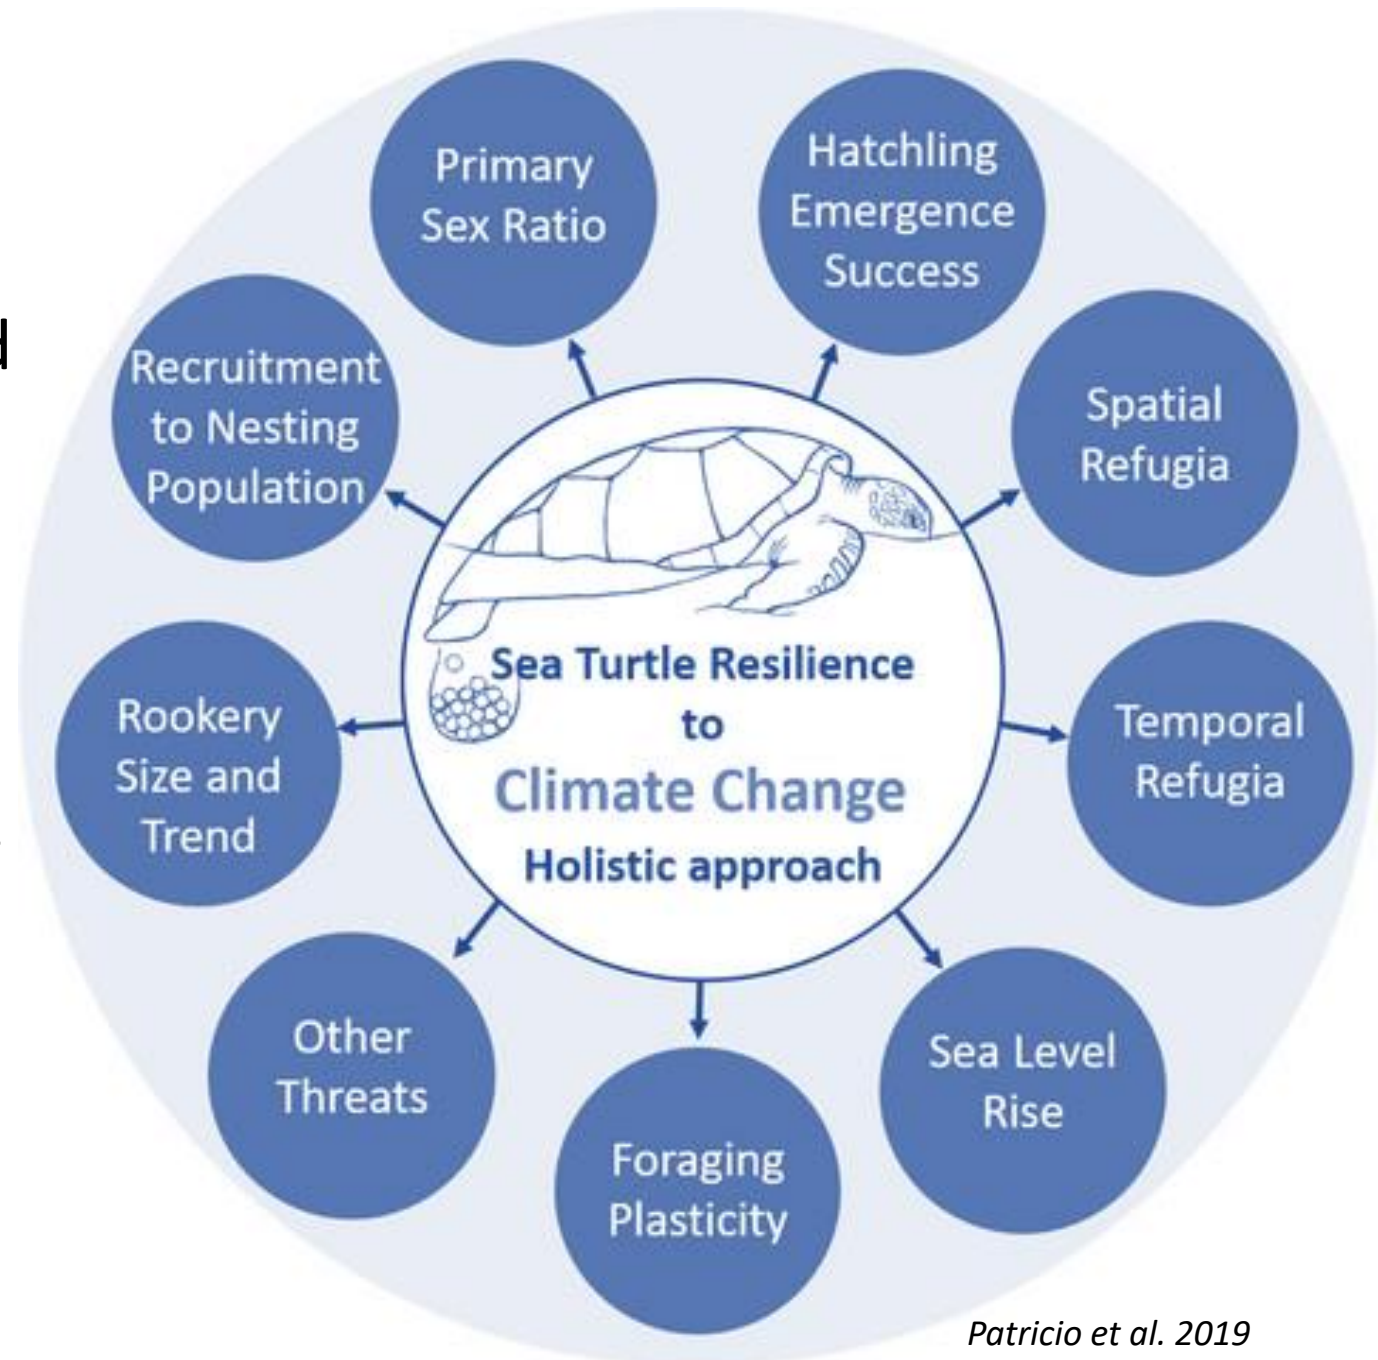 Primary
Sex Ratio
Hatchling
Emergence
Success
Spatial
Refugia
Temporal
Refugia
Sea Level
Rise
Foraging
Plasticity
Other
Threats
Rookery
Size and
Trend
Recruitment
to Nesting
Population
Sea Turtle Resilience
to
Climate Change
Holistic approach
Patricio et al. 2019